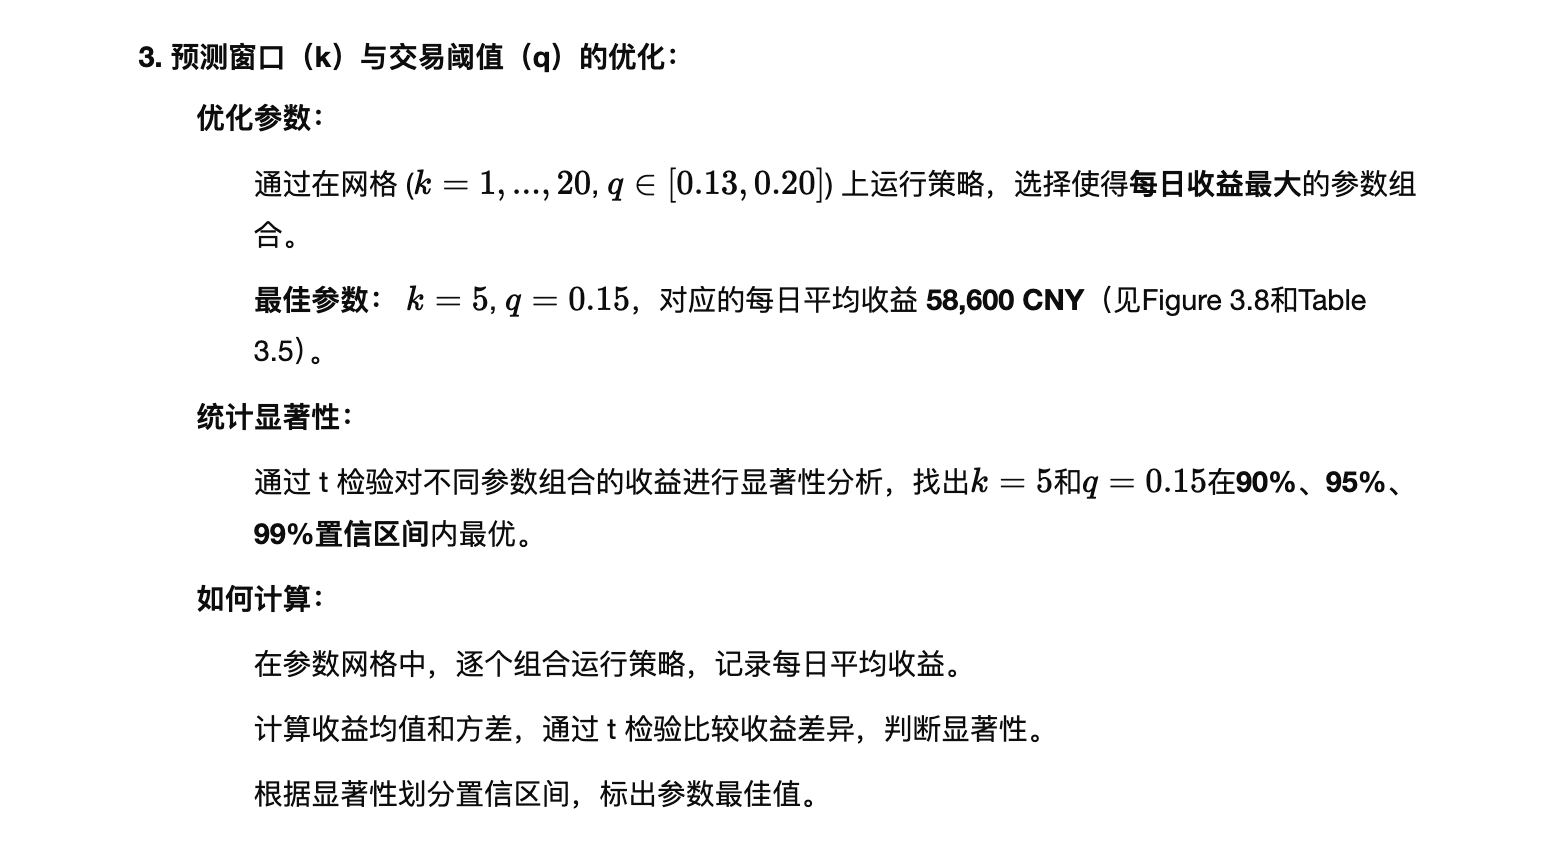 3. 预测窗口（k）与交易阈值（q）的优化：
优化参数：
通过在网格 (k = 1, ..., 20, q ∈ [0.13, 0.20]) 上运行策略，选择使得每日收益最大的参数组
合。
最佳参数： k = 5, q = 0.15，对应的每日平均收益 58,600 CNY（见Figure 3.8和Table
3.5）。
统计显著性：
通过 t 检验对不同参数组合的收益进行显著性分析，找出k = 5和q = 0.15在90%、95%、
99%置信区间内最优。
如何计算：
在参数网格中，逐个组合运行策略，记录每日平均收益。
计算收益均值和方差，通过 t 检验比较收益差异，判断显著性。
根据显著性划分置信区间，标出参数最佳值。